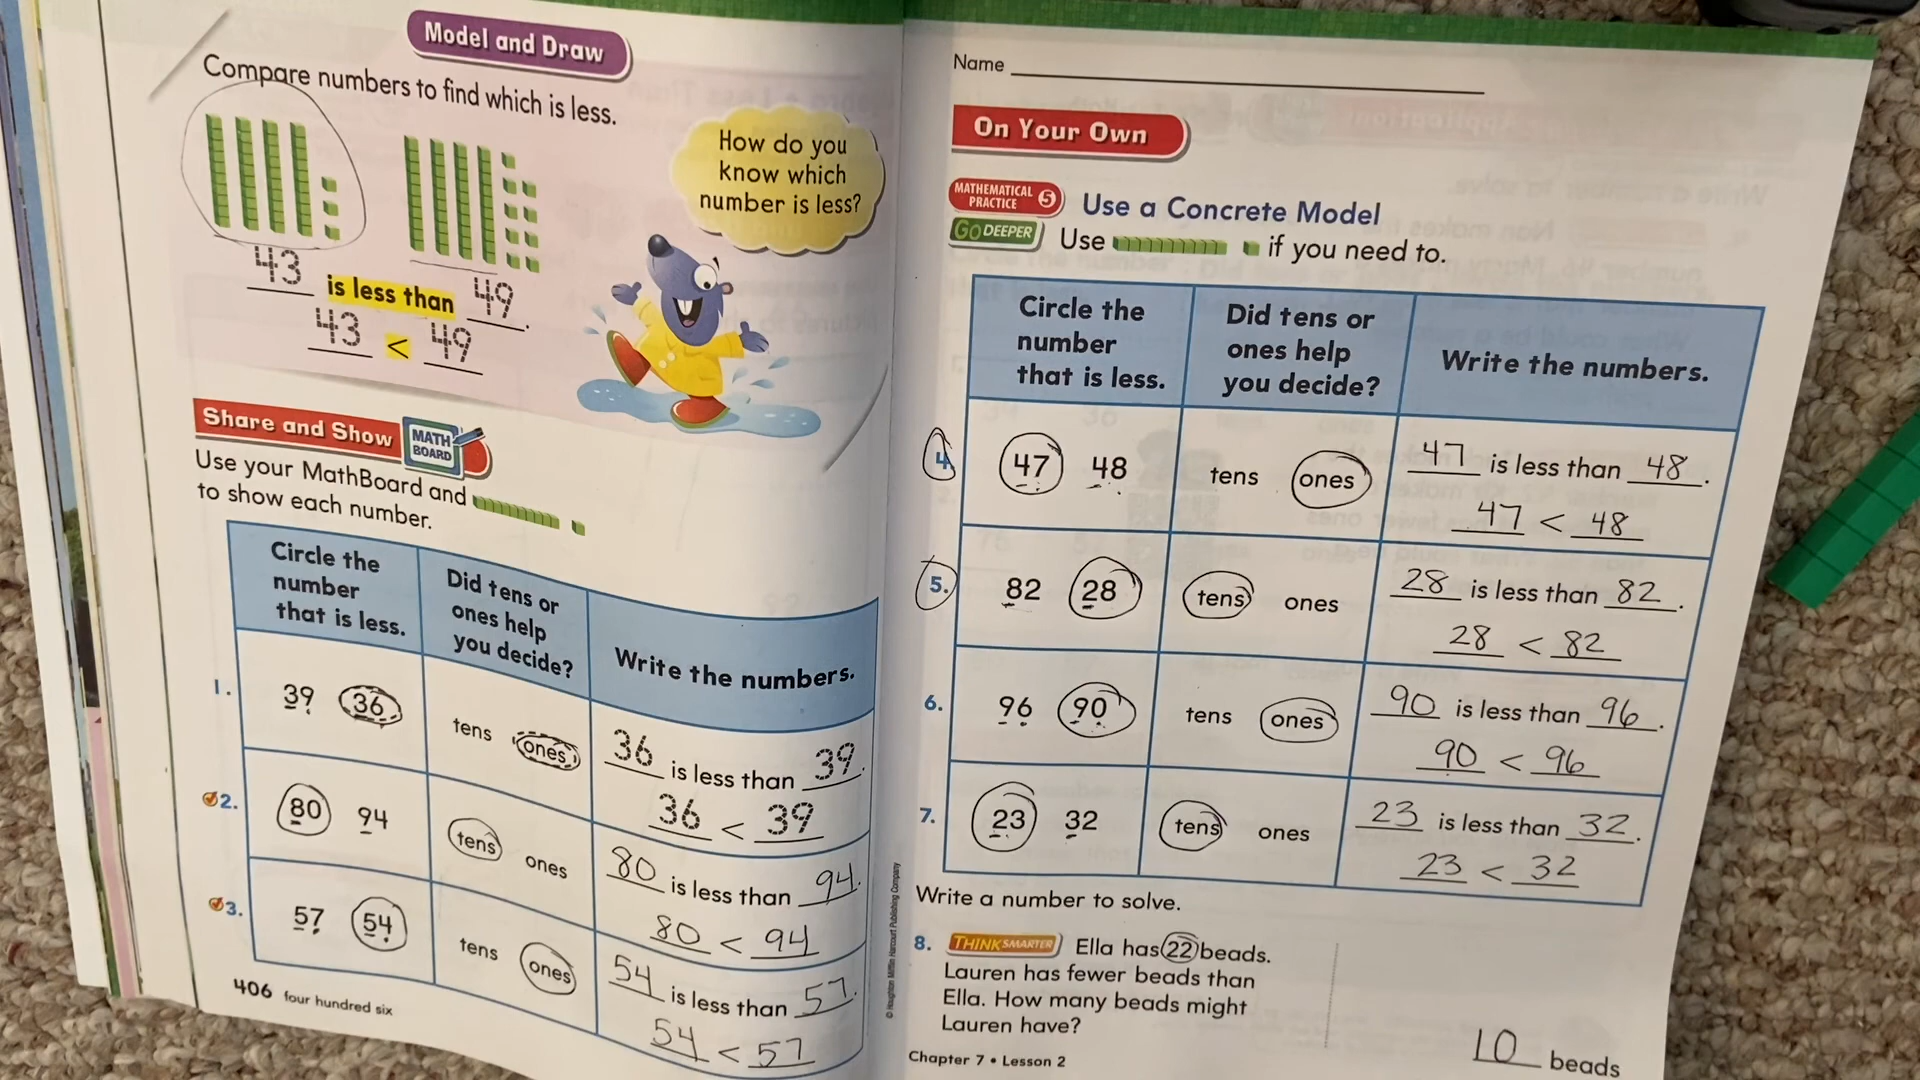 Model and Draw
Compare numbers to find which is less.
How do you
know which
number is less?
43 is less than 49.
43 < 49
Share and Show MATH BOARD
Use your MathBoard and
to show each number.
Circle the
number
that is less.
Did tens or
ones help
you decide?
Write the numbers.
1. 39 36 tens ones 36 is less than 39.
36 < 39
2. 80 94 tens ones 80 is less than 94.
80 < 94
3. 57 54 tens ones 54 is less than 57.
54 < 57
406 four hundred six
© Houghton Mifflin Harcourt Publishing Company
Name
On Your Own
MATHEMATICAL
PRACTICE 5
Use a Concrete Model
GO DEEPER
Use if you need to.
Circle the
number
that is less.
Did tens or
ones help
you decide?
Write the numbers.
4. 47 48 tens ones 47 is less than 48.
47 < 48
5. 82 28 tens ones 28 is less than 82.
28 < 82
6. 96 90 tens ones 90 is less than 96.
90 < 96
7. 23 32 tens ones 23 is less than 32.
23 < 32
Write a number to solve.
8. THINK SMARTER Ella has 22 beads.
Lauren has fewer beads than
Ella. How many beads might
Lauren have?
10 beads
Chapter 7 • Lesson 2